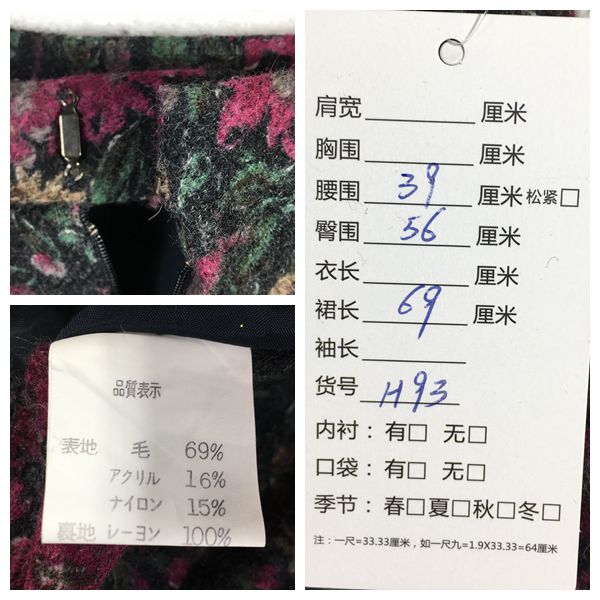 品質表示
表地 毛 69%
アクリル 16%
ナイロン 15%
裏地 レーヨン 100%
肩宽 厘米
胸围 厘米
腰围 39 厘米 松紧□
臀围 56 厘米
衣长 厘米
裙长 69 厘米
袖长
货号 H93
内衬：有□ 无□
口袋：有□ 无□
季节：春□夏□秋□冬□
注：一尺=33.33厘米，如一尺九=1.9X33.33=64厘米